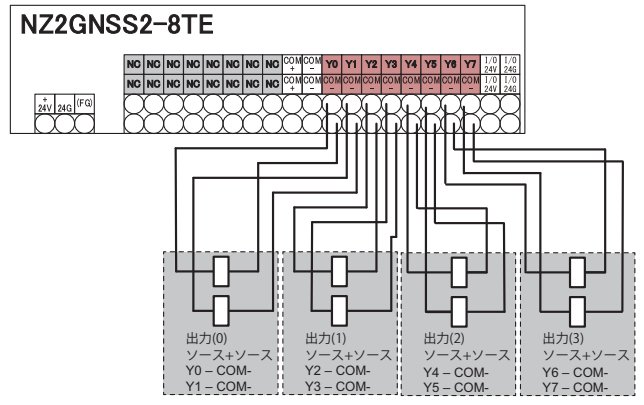 NZ2GNSS2-8TE
NC NC NC NC NC NC NC NC COM + COM - Y0 Y1 Y2 Y3 Y4 Y5 Y6 Y7 I/O 24V I/O 24G
NC NC NC NC NC NC NC NC COM + COM - COM - COM - COM - COM - COM - COM - COM - COM - I/O 24V I/O 24G
+ 24V 24G (FG)
出力(0)
ソース+ソース
Y0 – COM-
Y1 – COM-
出力(1)
ソース+ソース
Y2 – COM-
Y3 – COM-
出力(2)
ソース+ソース
Y4 – COM-
Y5 – COM-
出力(3)
ソース+ソース
Y6 – COM-
Y7 – COM-